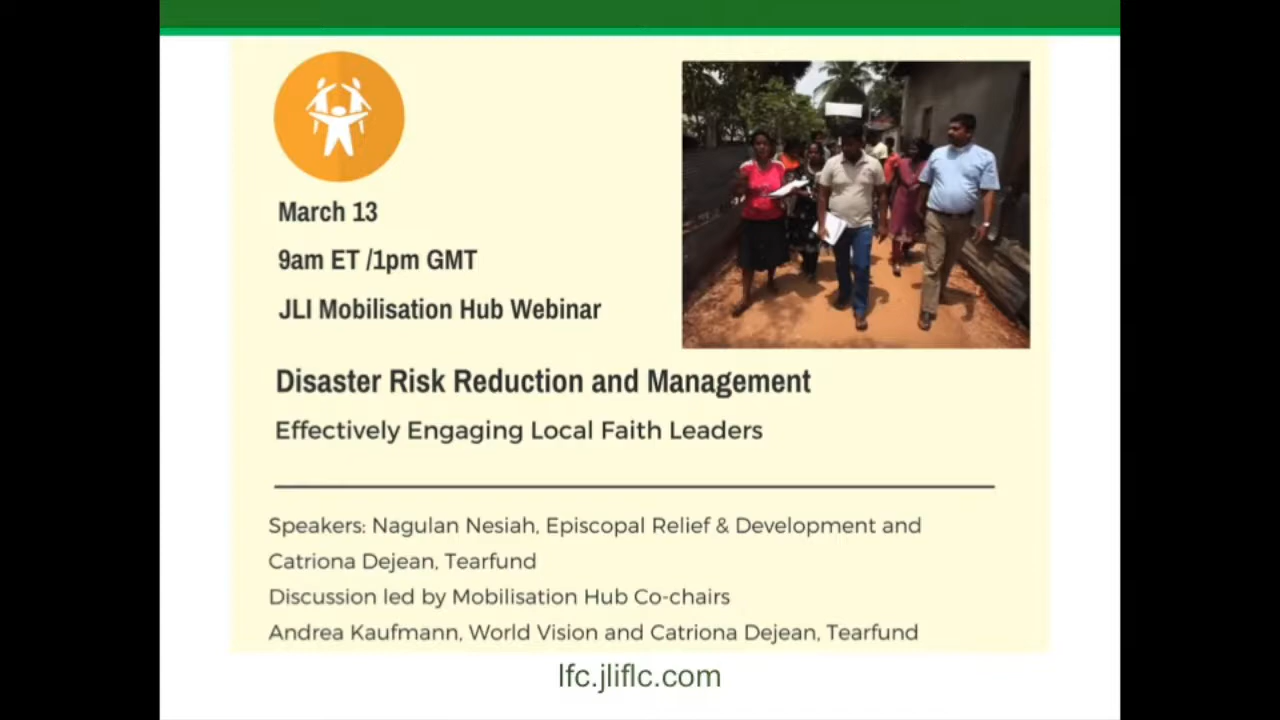 March 13
9am ET /1pm GMT
JLI Mobilisation Hub Webinar
Disaster Risk Reduction and Management
Effectively Engaging Local Faith Leaders
Speakers: Nagulan Nesiah, Episcopal Relief & Development and
Catriona Dejean, Tearfund
Discussion led by Mobilisation Hub Co-chairs
Andrea Kaufmann, World Vision and Catriona Dejean, Tearfund
lfc.jliflc.com